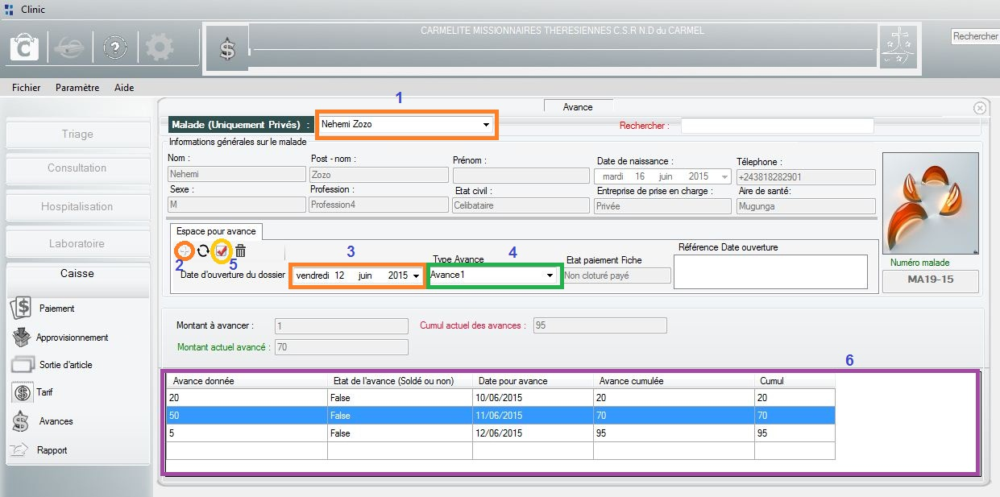 Clinic
CARMELITE MISSIONNAIRES THERESIENNES C.S.R N.D du CARMEL
Rechercher
Fichier Paramètre Aide
1
Avance
Malade (Uniquement Privés) : Nehemi Zozo Rechercher :
Triage
Consultation
Hospitalisation
Laboratoire
Caisse
Paiement
Approvisionnement
Sortie d'article
Tarif
Avances
Rapport
Informations générales sur le malade
Nom : Post - nom : Prénom : Date de naissance : Télephone :
Nehemi Zozo mardi 16 juin 2015 +243818282901
Sexe : Profession : Etat civil : Entreprise de prise en charge : Aire de santé:
M Profession4 Celibataire Privée Mugunga
Espace pour avance
2 5 3 4
Type Avance Etat paiement Fiche Référence Date ouverture
Date d'ouverture du dossier vendredi 12 juin 2015 Avance1 Non cloturé payé
Numéro malade
MA19-15
Montant à avancer : 1 Cumul actuel des avances : 95
Montant actuel avancé : 70
6
Avance donnée Etat de l'avance (Soldé ou non) Date pour avance Avance cumulée Cumul
20 False 10/06/2015 20 20
50 False 11/06/2015 70 70
5 False 12/06/2015 95 95